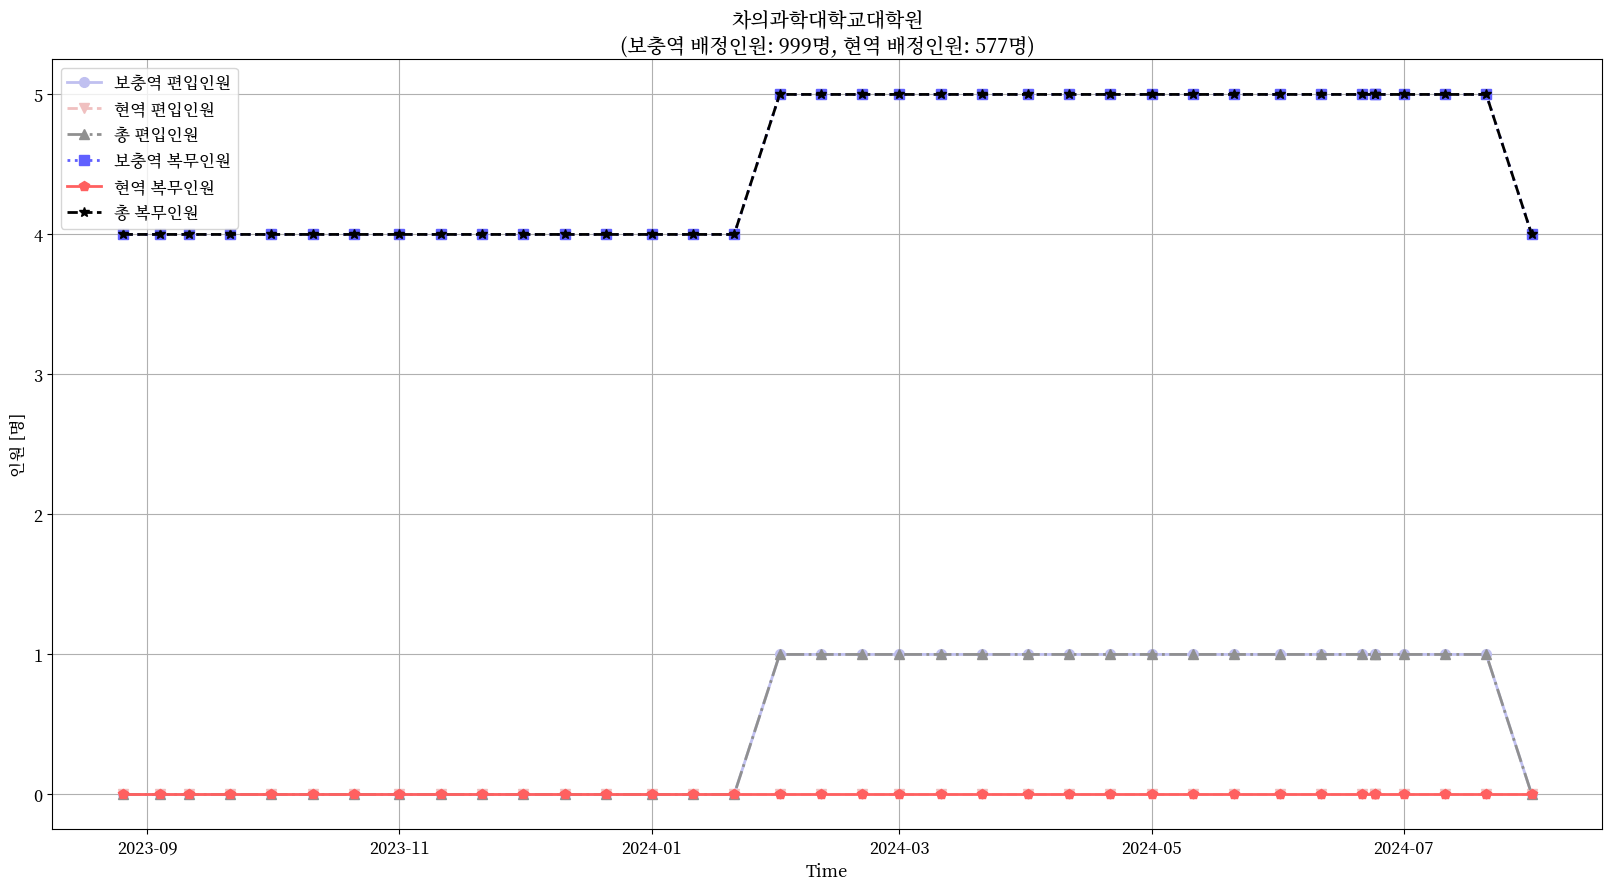 차의과학대학교대학원
(보충역 배정인원: 999명, 현역 배정인원: 577명)
보충역 편입인원
현역 편입인원
총 편입인원
보충역 복무인원
현역 복무인원
총 복무인원
5
4
3
2
1
0
인원 [명]
2023-09
2023-11
2024-01
2024-03
2024-05
2024-07
Time